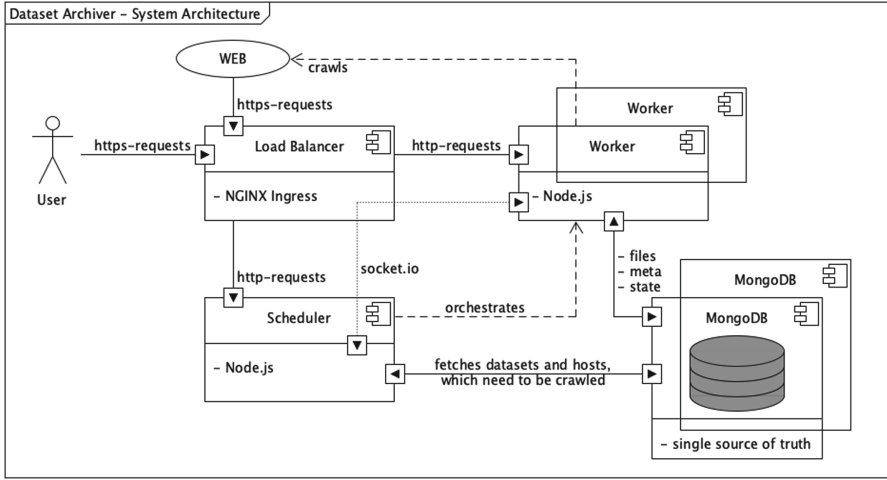 Dataset Archiver – System Architecture
WEB
crawls
https-requests
Worker
https-requests
Load Balancer
http-requests
Worker
User
- NGINX Ingress
- Node.js
socket.io
- files
- meta
- state
http-requests
MongoDB
Scheduler
orchestrates
MongoDB
- Node.js
fetches datasets and hosts,
which need to be crawled
- single source of truth